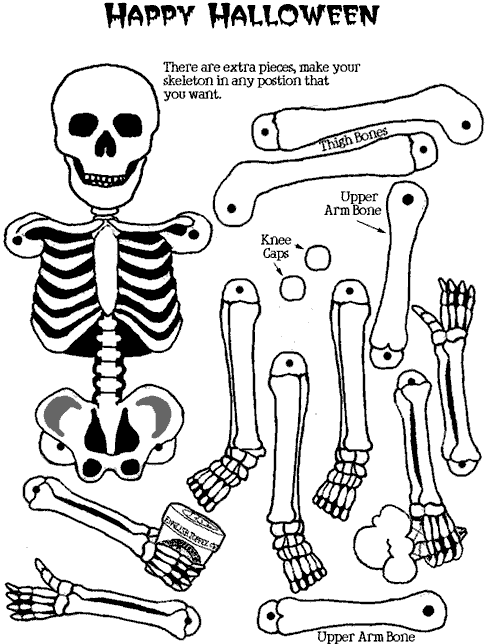 Happy Halloween
There are extra pieces, make your
skeleton in any postion that
you want.
Thigh Bones
Upper
Arm Bone
Knee
Caps
Upper Arm Bone